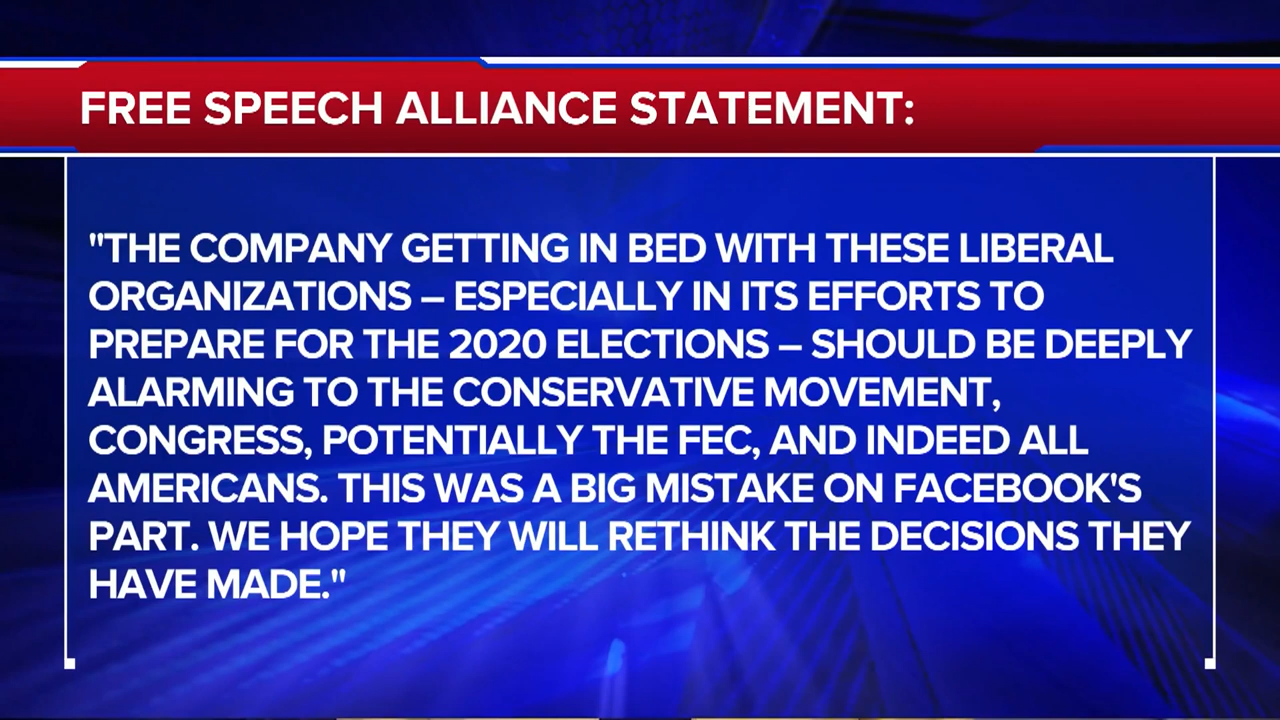 FREE SPEECH ALLIANCE STATEMENT:
"THE COMPANY GETTING IN BED WITH THESE LIBERAL
ORGANIZATIONS – ESPECIALLY IN ITS EFFORTS TO
PREPARE FOR THE 2020 ELECTIONS – SHOULD BE DEEPLY
ALARMING TO THE CONSERVATIVE MOVEMENT,
CONGRESS, POTENTIALLY THE FEC, AND INDEED ALL
AMERICANS. THIS WAS A BIG MISTAKE ON FACEBOOK'S
PART. WE HOPE THEY WILL RETHINK THE DECISIONS THEY
HAVE MADE."